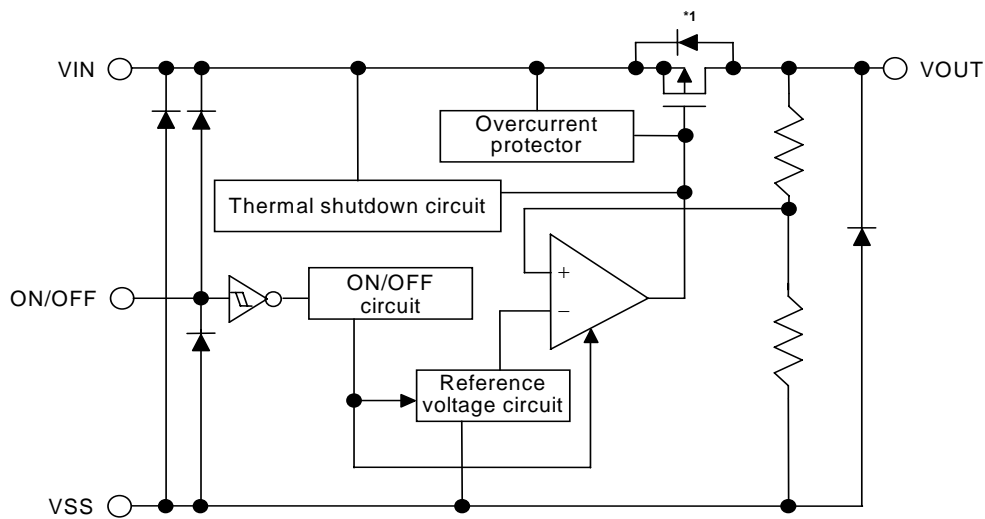 *1
VIN
VOUT
Overcurrent
protector
Thermal shutdown circuit
+
−
ON/OFF
ON/OFF
circuit
Reference
voltage circuit
VSS